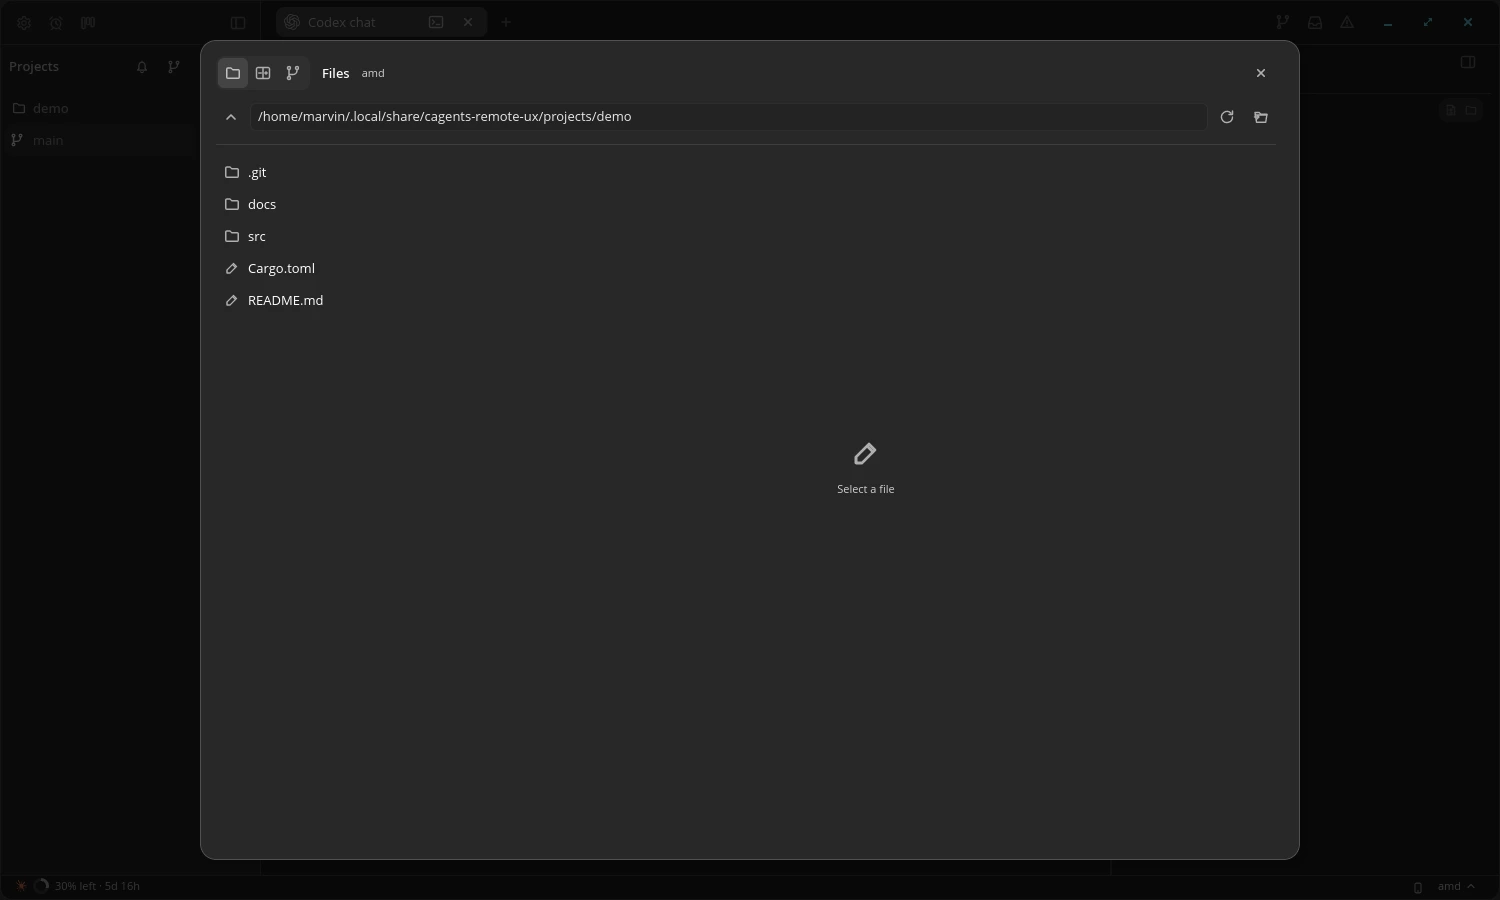 Codex chat
Projects
demo
main
Files amd
/home/marvin/.local/share/cagents-remote-ux/projects/demo
.git
docs
src
Cargo.toml
README.md
Select a file
30% left · 5d 16h
amd